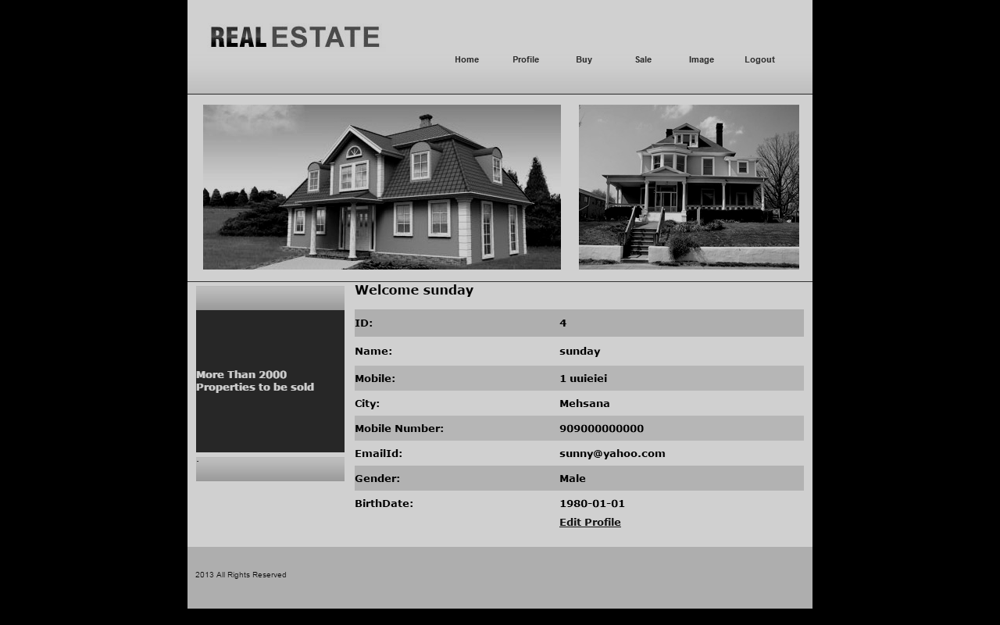 REAL ESTATE
Home Profile Buy Sale Image Logout
Welcome sunday
ID: 4
Name: sunday
Mobile: 1 uuieiei
City: Mehsana
Mobile Number: 909000000000
EmailId: sunny@yahoo.com
Gender: Male
BirthDate: 1980-01-01
Edit Profile
More Than 2000
Properties to be sold
.
2013 All Rights Reserved